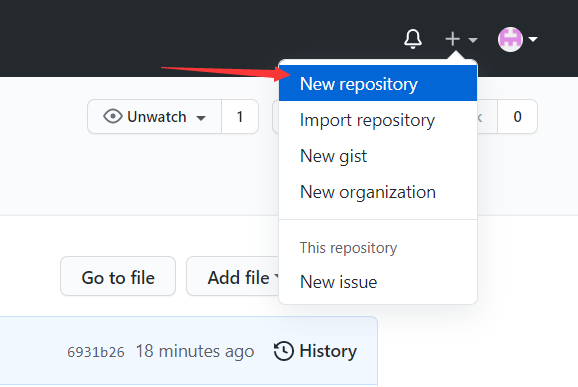 New repository
Unwatch 1
Import repository
0
New gist
New organization
This repository
Go to file
Add file
New issue
6931b26 18 minutes ago History